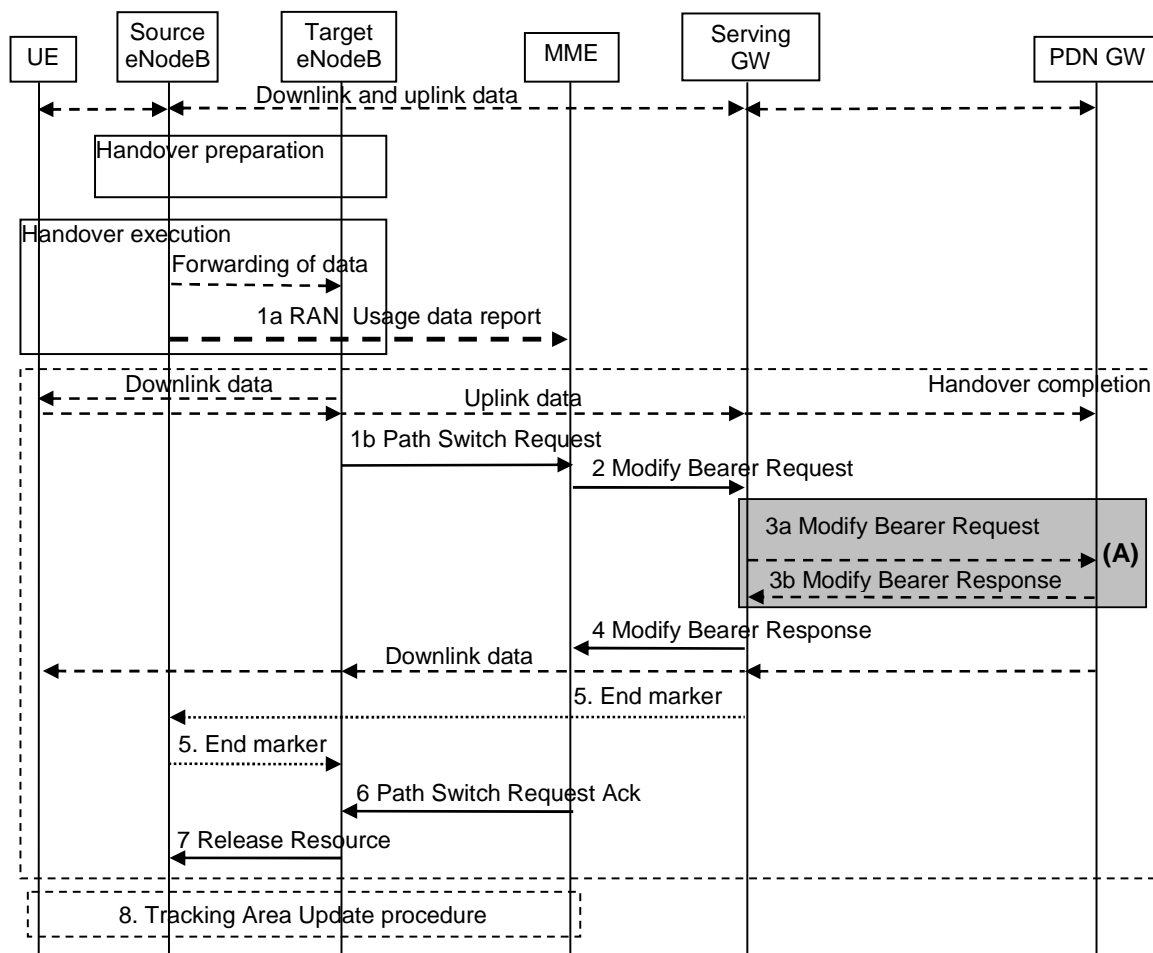 UE
Source
eNodeB
Target
eNodeB
MME
Serving
GW
PDN GW
Downlink and uplink data
Handover preparation
Handover execution
Forwarding of data
1a RAN Usage data report
Downlink data
Handover completion
Uplink data
1b Path Switch Request
2 Modify Bearer Request
3a Modify Bearer Request
(A)
3b Modify Bearer Response
4 Modify Bearer Response
Downlink data
5. End marker
5. End marker
6 Path Switch Request Ack
7 Release Resource
8. Tracking Area Update procedure